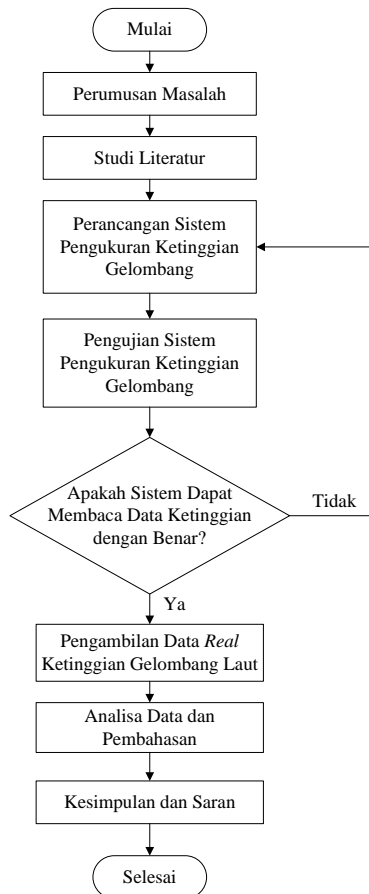 Mulai
Perumusan Masalah
Studi Literatur
Perancangan Sistem
Pengukuran Ketinggian
Gelombang
Pengujian Sistem
Pengukuran Ketinggian
Gelombang
Apakah Sistem Dapat
Membaca Data Ketinggian
dengan Benar?
Tidak
Ya
Pengambilan Data Real
Ketinggian Gelombang Laut
Analisa Data dan
Pembahasan
Kesimpulan dan Saran
Selesai